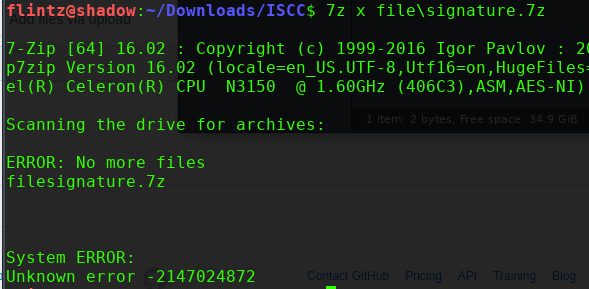 flintz@shadow:~/Downloads/ISCC$ 7z x file\signature.7z
Add files via upload
7-Zip [64] 16.02 : Copyright (c) 1999-2016 Igor Pavlov : 20
p7zip Version 16.02 (locale=en_US.UTF-8,Utf16=on,HugeFiles=
el(R) Celeron(R) CPU  N3150  @ 1.60GHz (406C3),ASM,AES-NI)
1 item: 2 bytes, Free space: 34.9 GiB
Scanning the drive for archives:
ERROR: No more files
filesignature.7z
System ERROR:
Unknown error -2147024872
Contact GitHub Pricing API Training Blog